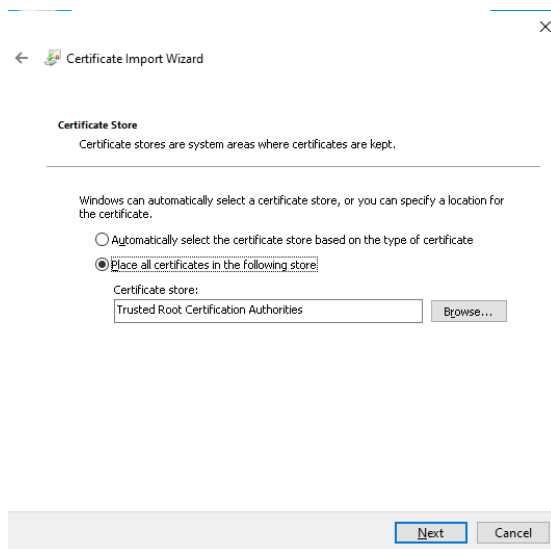 Certificate Import Wizard
Certificate Store
Certificate stores are system areas where certificates are kept.
Windows can automatically select a certificate store, or you can specify a location for
the certificate.
Automatically select the certificate store based on the type of certificate
Place all certificates in the following store
Certificate store:
Trusted Root Certification Authorities
Browse...
Next
Cancel